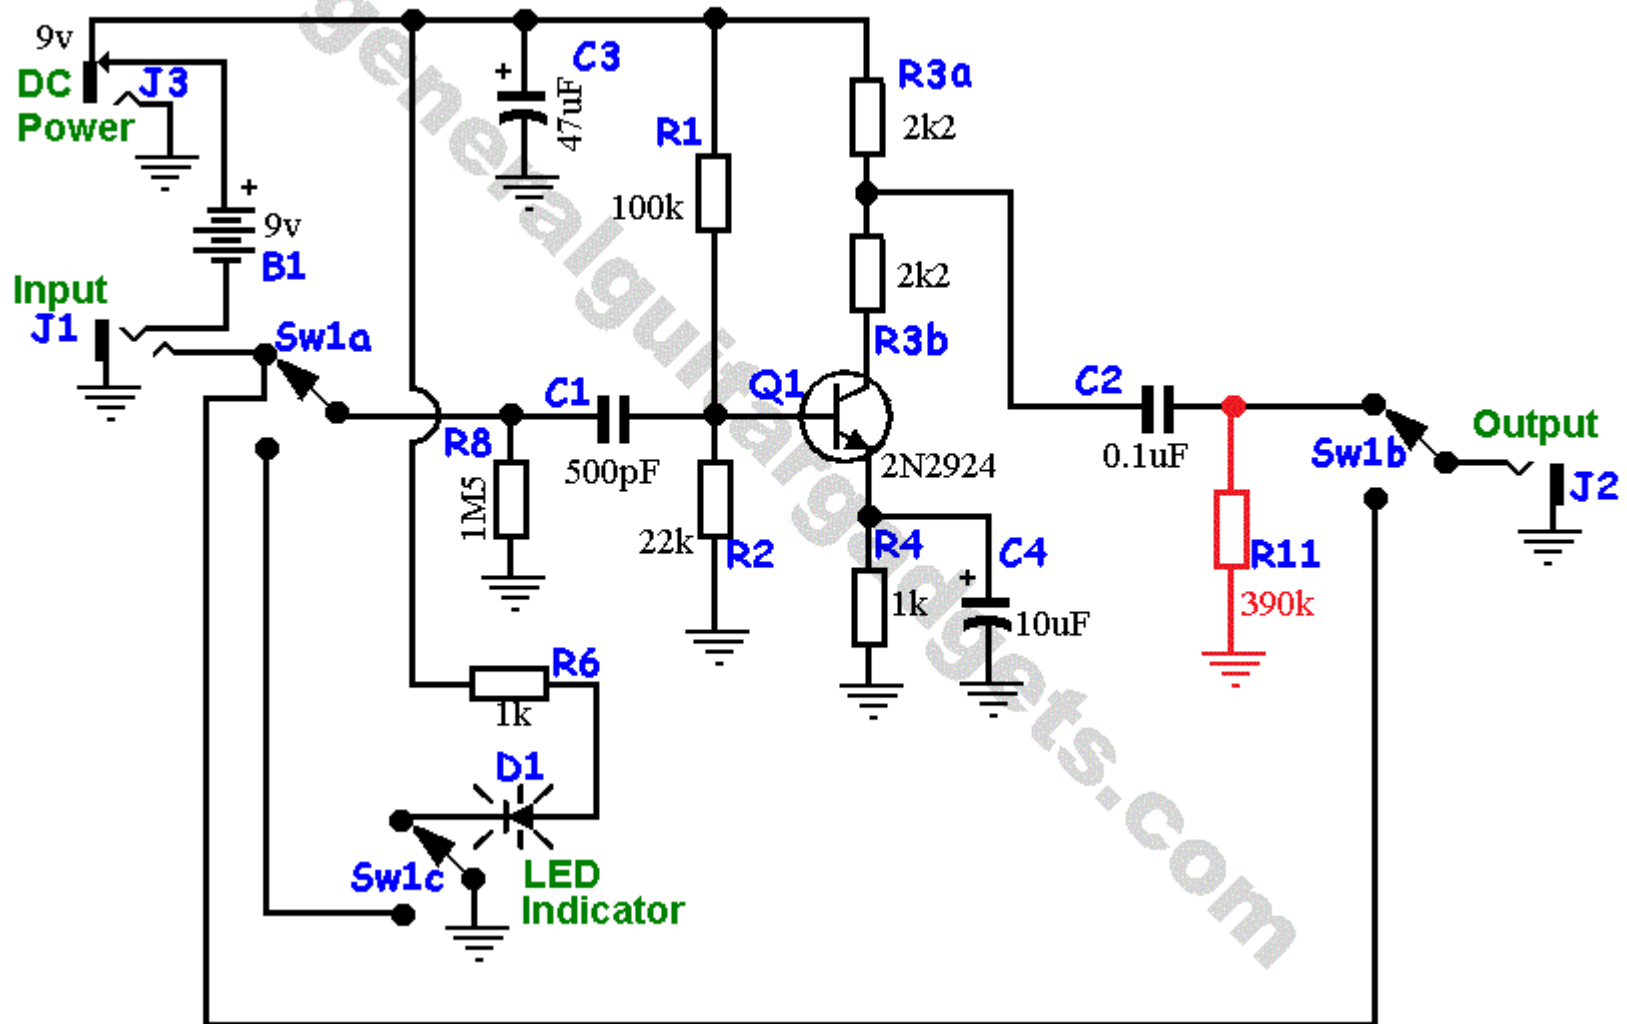 9v
DC
Power
J3
C3
+
47uF
R1
100k
R3a
2k2
2k2
R3b
+
9v
B1
Input
J1
Sw1a
C1
500pF
R8
1M5
Q1
2N2924
22k
R2
C2
0.1uF
Sw1b
Output
J2
R4
1k
C4
+
10uF
R11
390k
R6
1k
D1
LED
Indicator
Sw1c
generalguitargadgets.com